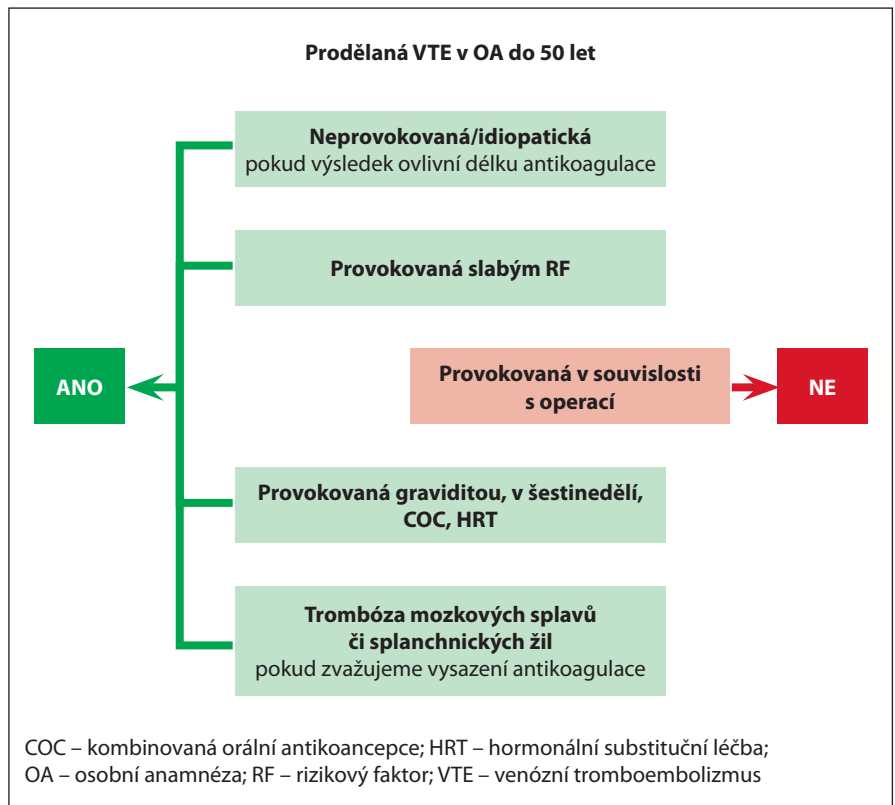 Prodělaná VTE v OA do 50 let
Neprovokovaná/idiopatická
pokud výsledek ovlivní délku antikoagulace
Provokovaná slabým RF
ANO
Provokovaná v souvislosti
s operací
NE
Provokovaná graviditou, v šestinedělí,
COC, HRT
Trombóza mozkových splavů
či splanchnických žil
pokud zvažujeme vysazení antikoagulace
COC – kombinovaná orální antikoancepce; HRT – hormonální substituční léčba;
OA – osobní anamnéza; RF – rizikový faktor; VTE – venózní tromboembolizmus